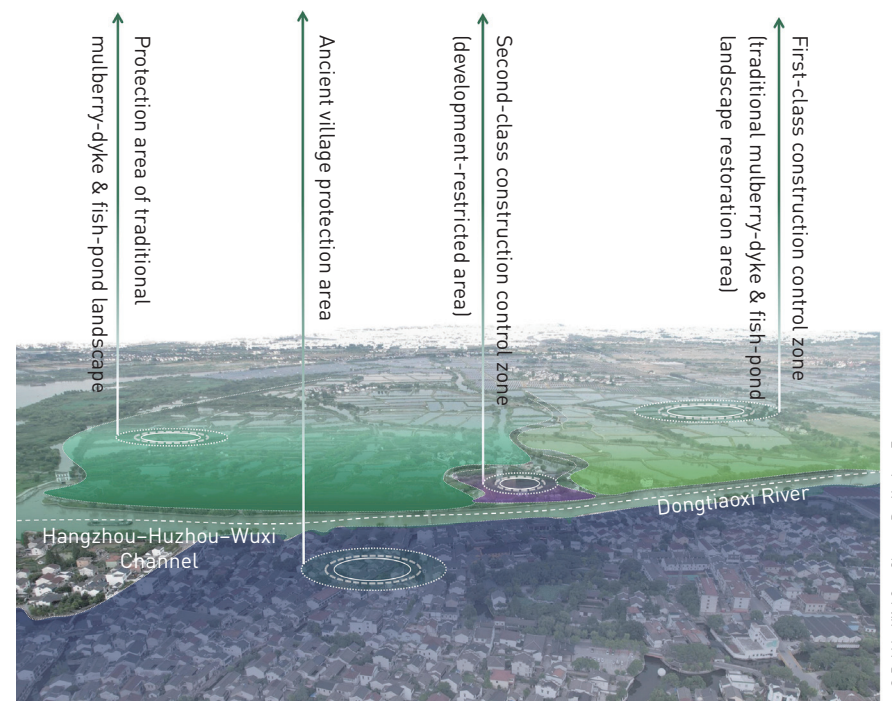 Protection area of traditional
mulberry-dyke & fish-pond landscape
Ancient village protection area
Second-class construction control zone
(development-restricted area)
First-class construction control zone
(traditional mulberry-dyke & fish-pond
landscape restoration area)
Hangzhou–Huzhou–Wuxi
Channel
Dongtiaoxi River